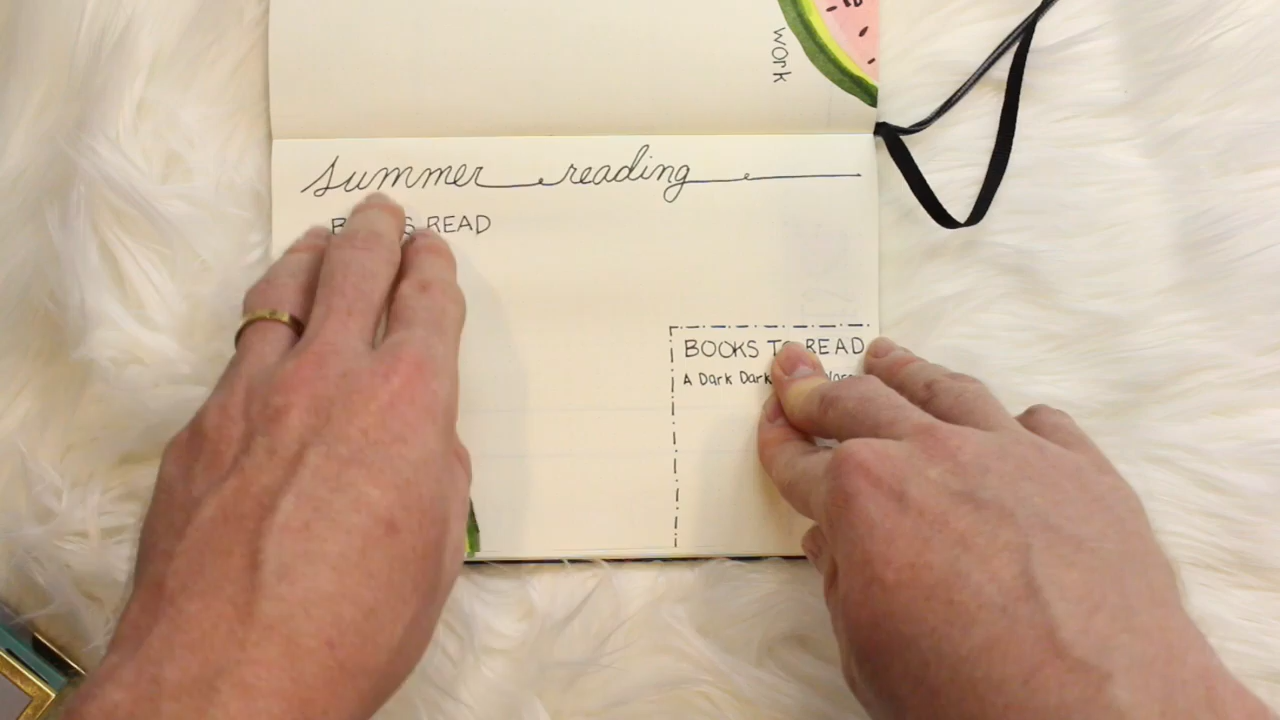 work
summer reading
READ
BOOKS TO READ
A Dark Dark